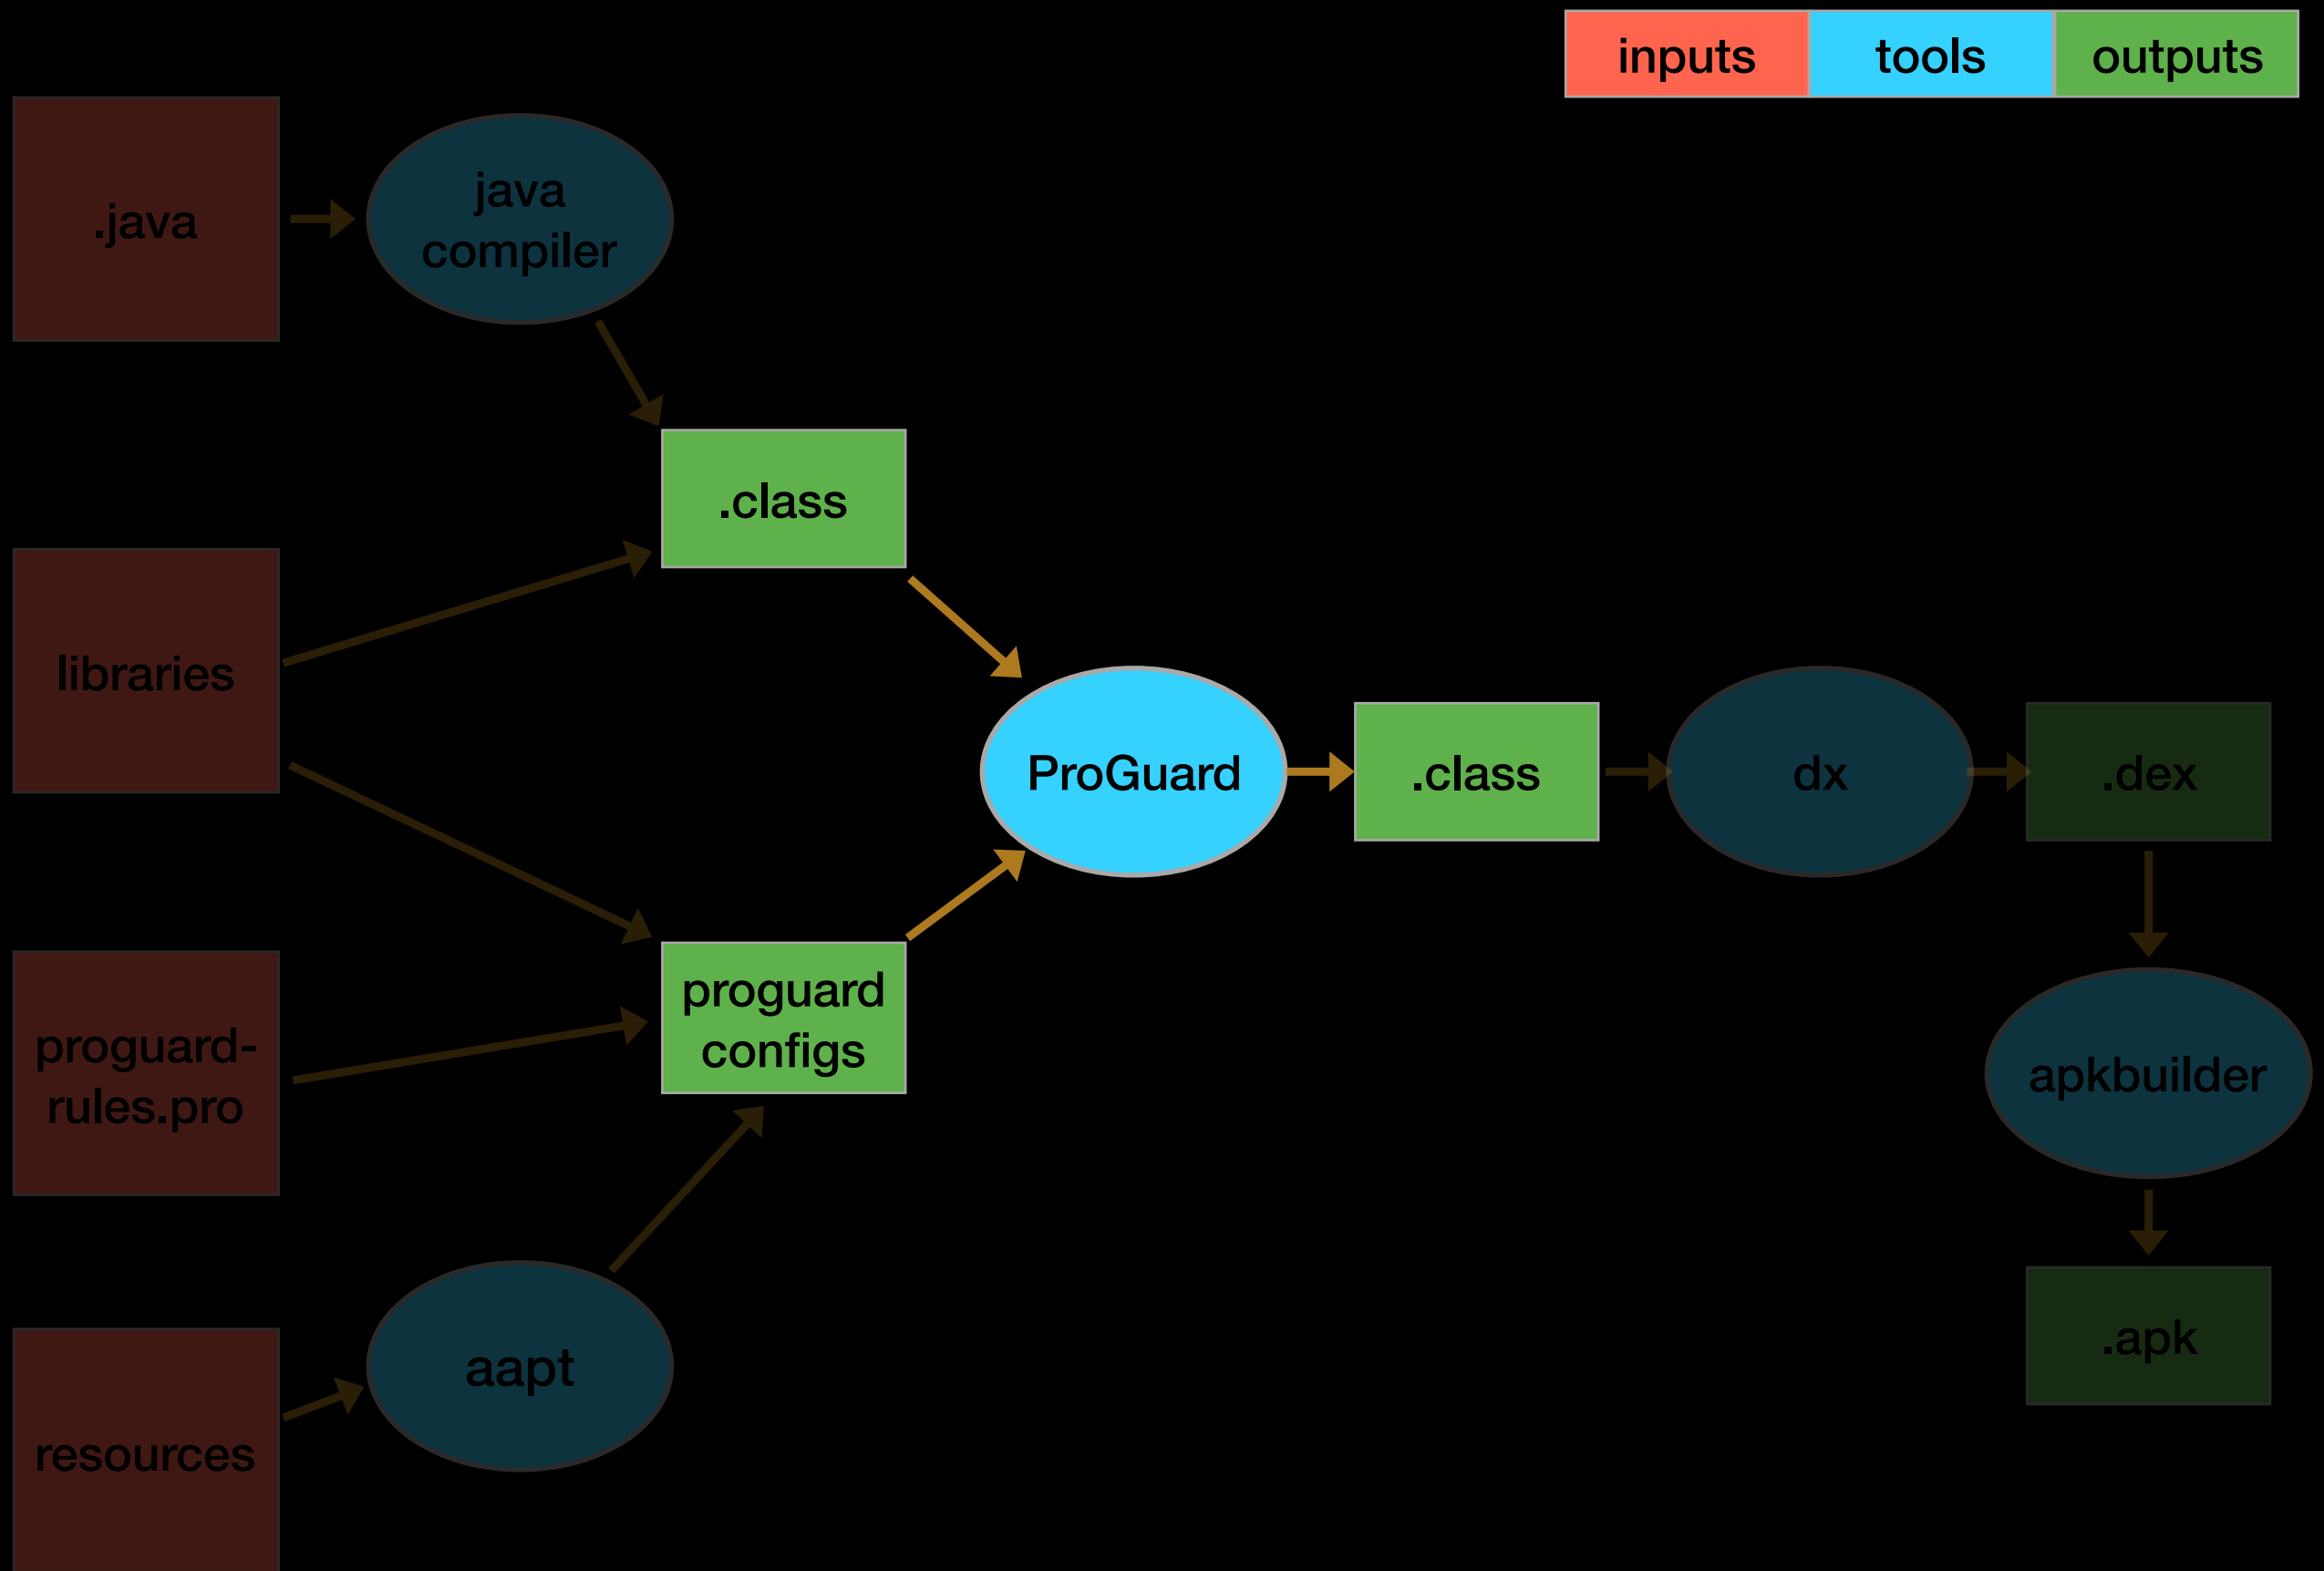 inputs
tools
outputs
.java
java
compiler
.class
libraries
ProGuard
.class
dx
.dex
proguard
configs
proguard-
rules.pro
apkbuilder
aapt
.apk
resources